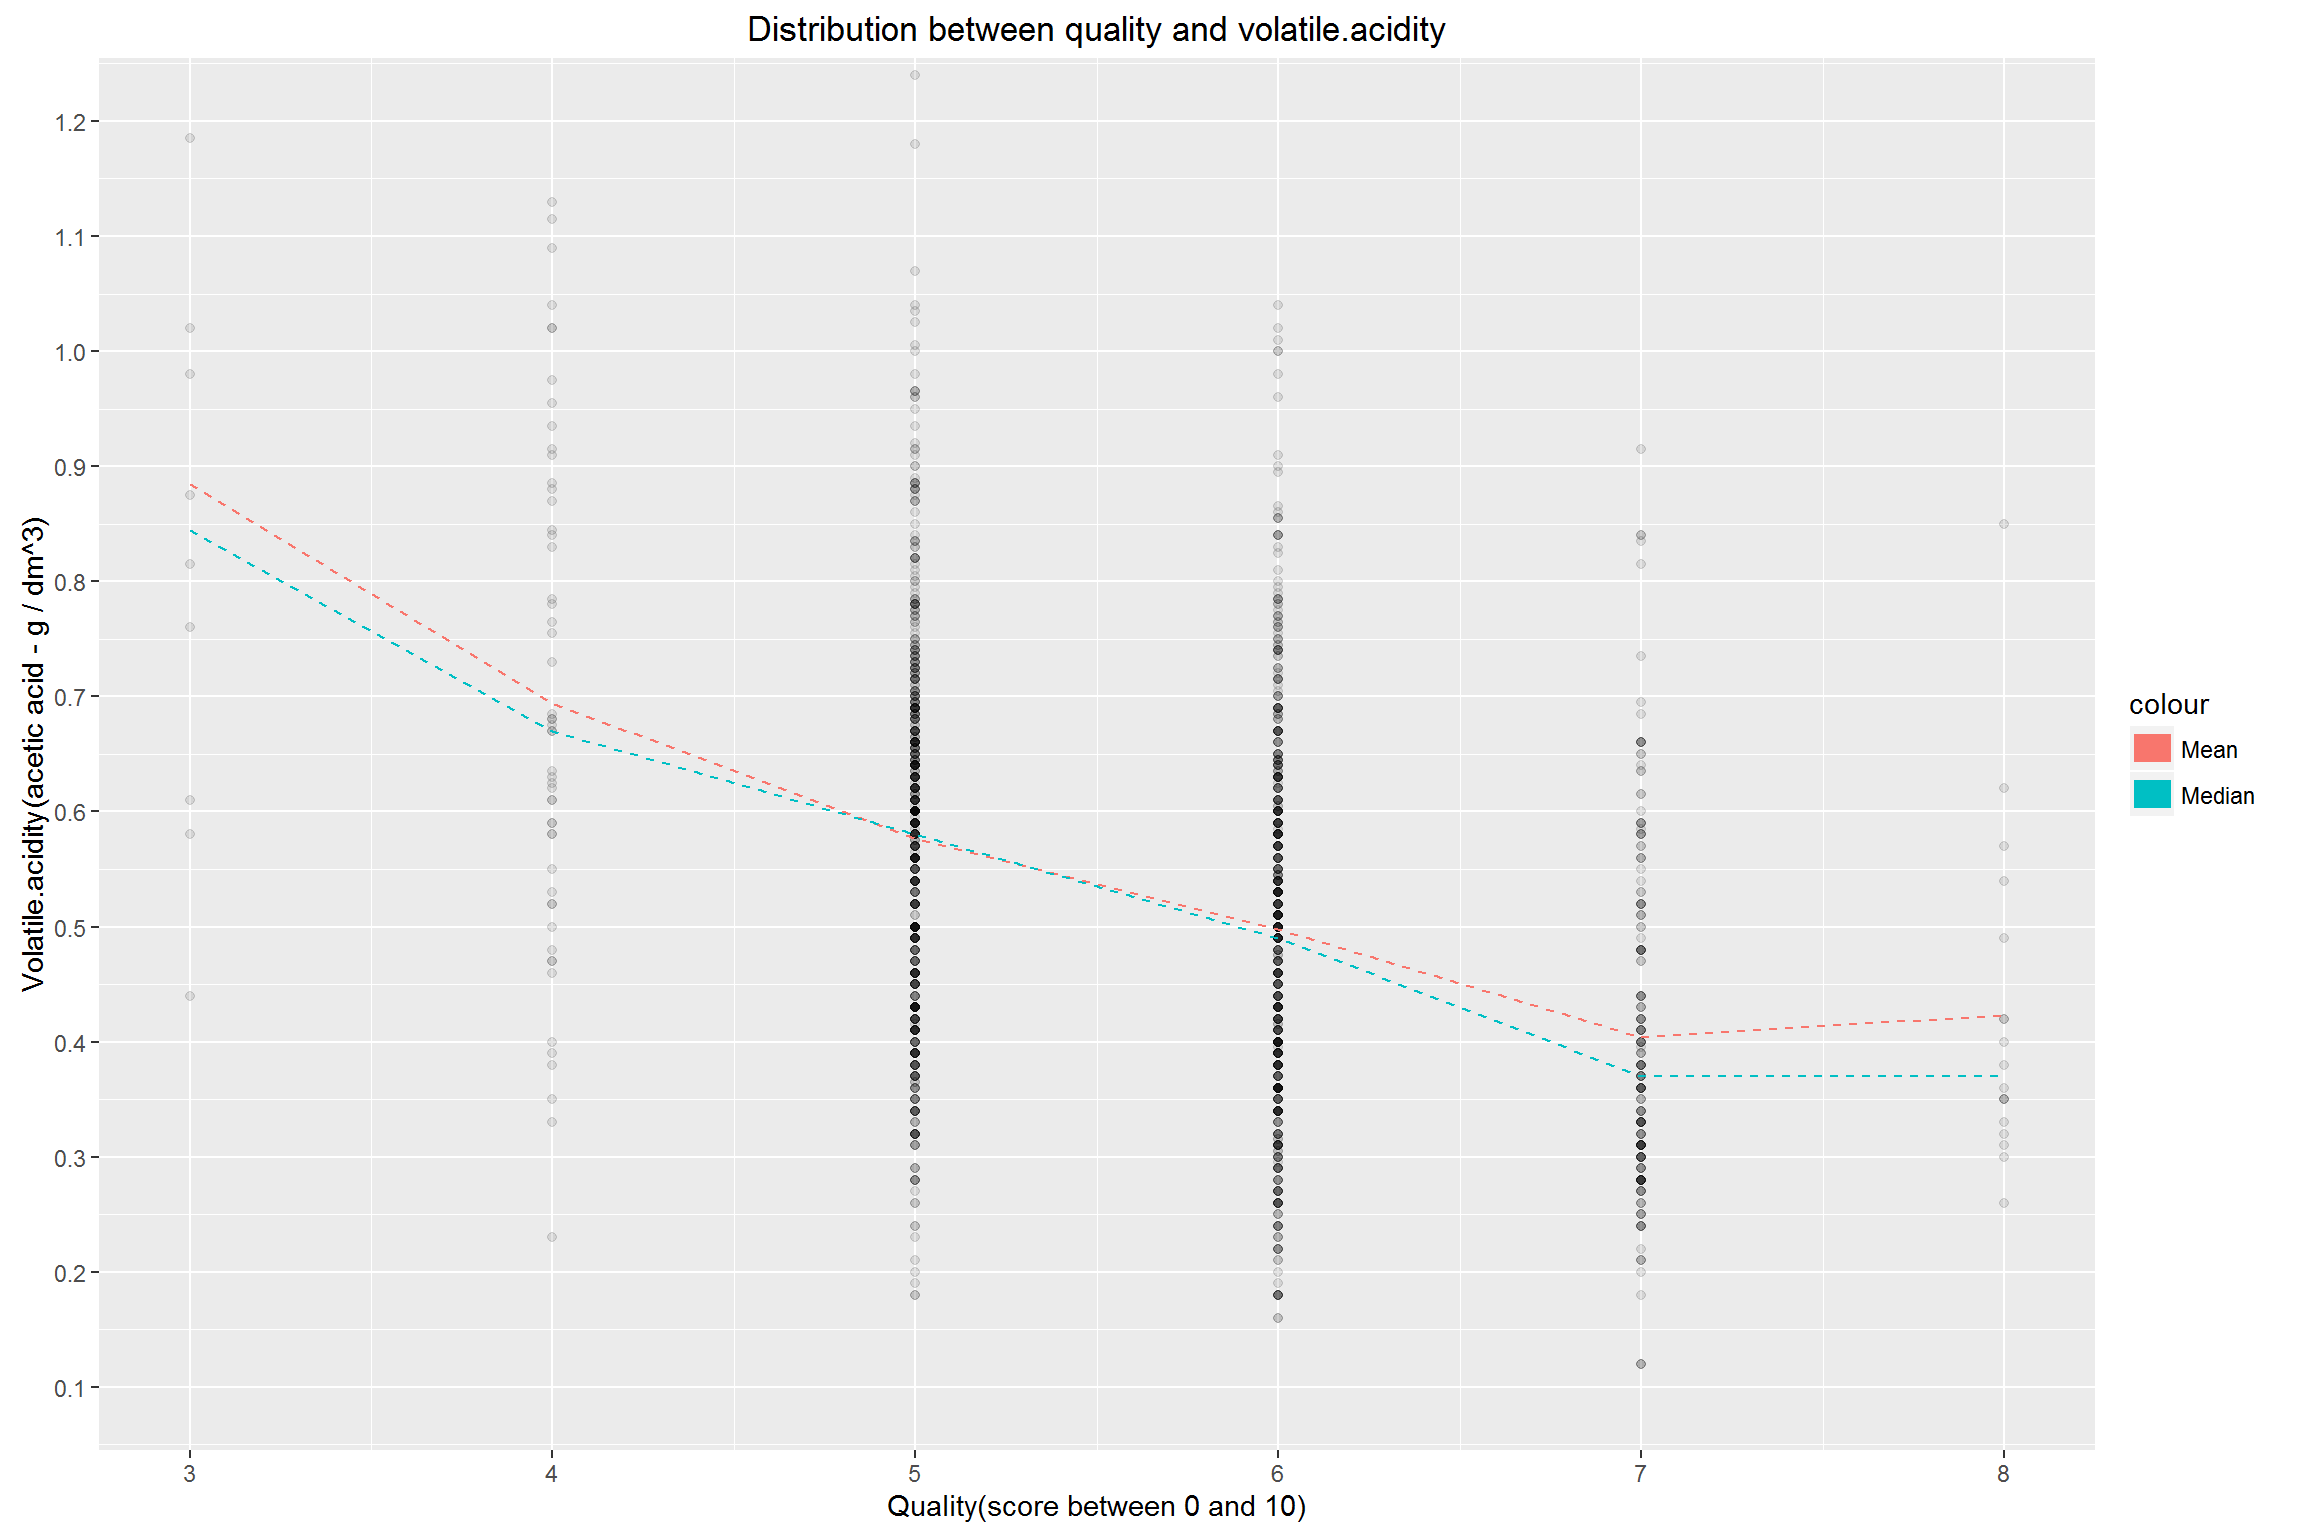 Distribution between quality and volatile.acidity
Volatile.acidity(acetic acid - g / dm^3)
1.2
1.1
1.0
0.9
0.8
0.7
0.6
0.5
0.4
0.3
0.2
0.1
3 4 5 6 7 8
Quality(score between 0 and 10)
colour
Mean
Median